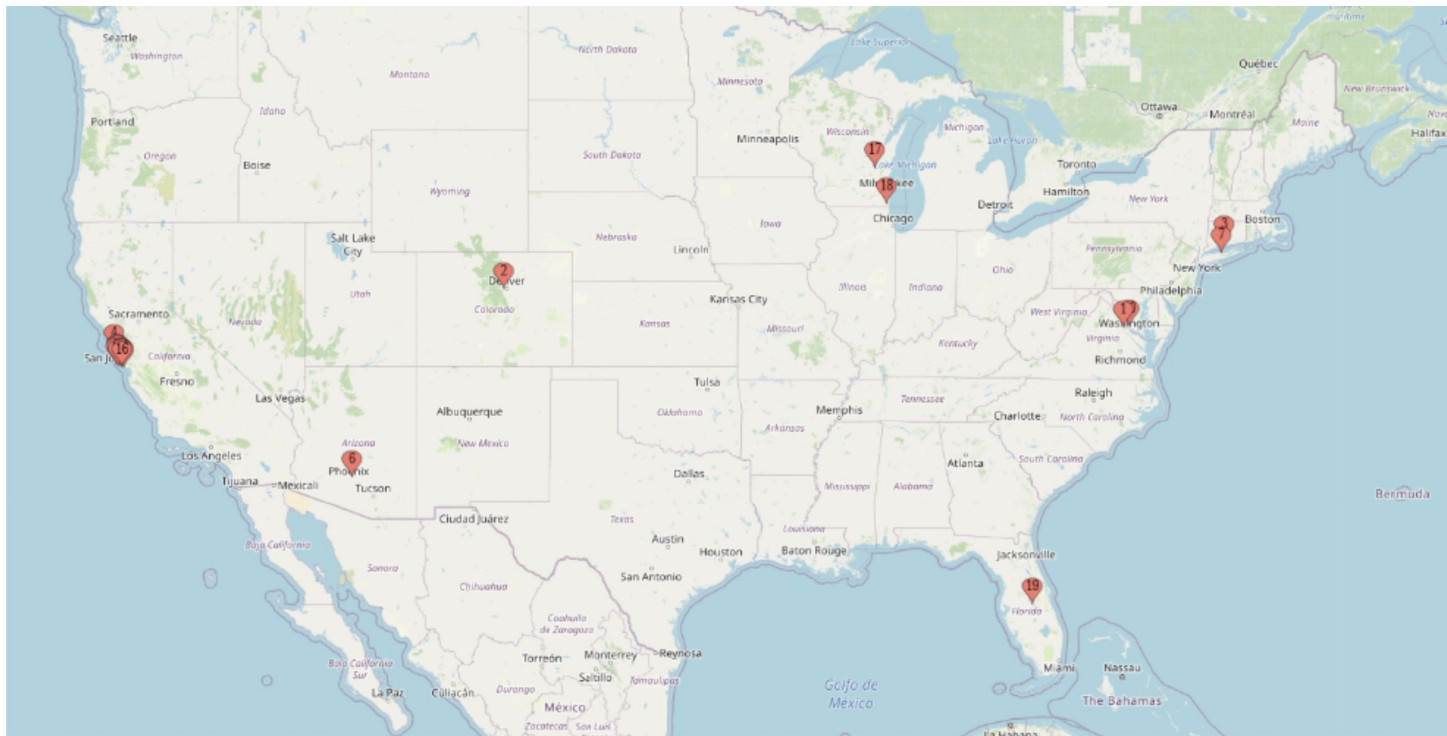 Seattle
Washington
North Dakota
Montana
Minnesota
Lake Superior
Québec
New Brunswick
Ottawa
Montréal
Maine
Halifax
Portland
Idaho
Oregon
Boise
South Dakota
Minneapolis
Wisconsin
Michigan
Lake Huron
17
Lake Michigan
Toronto
Hamilton
Wyoming
18
Detroit
New York
Chicago
Boston
3
7
Iowa
Salt Lake
City
Nebraska
Lincoln
Pennsylvania
New York
2
Denver
Ohio
Philadelphia
Utah
Colorado
Illinois
Indiana
Kansas City
Sacramento
Nevada
Kansas
Missouri
West Virginia
Washington
Virginia
4
16
California
Kentucky
Richmond
Fresno
Tulsa
Las Vegas
Albuquerque
Oklahoma
Memphis
Tennessee
Raleigh
Charlotte
North Carolina
Arkansas
Arizona
New Mexico
Los Angeles
6
Phoenix
Atlanta
South Carolina
Dallas
Tijuana
Mexicali
Tucson
Mississippi
Alabama
Bermuda
Ciudad Juárez
Texas
Louisiana
Baja California
Austin
Houston
Baton Rouge
Jacksonville
Sonora
San Antonio
Chihuahua
19
Florida
Coahuila
de Zaragoza
Baja California
Sur
Torreón
Monterrey
Reynosa
Saltillo
Tamaulipas
Miami
Nassau
La Paz
Culiacán
Durango
Golfo de
México
The Bahamas
México
Zacatecas
San Luis
La Habana